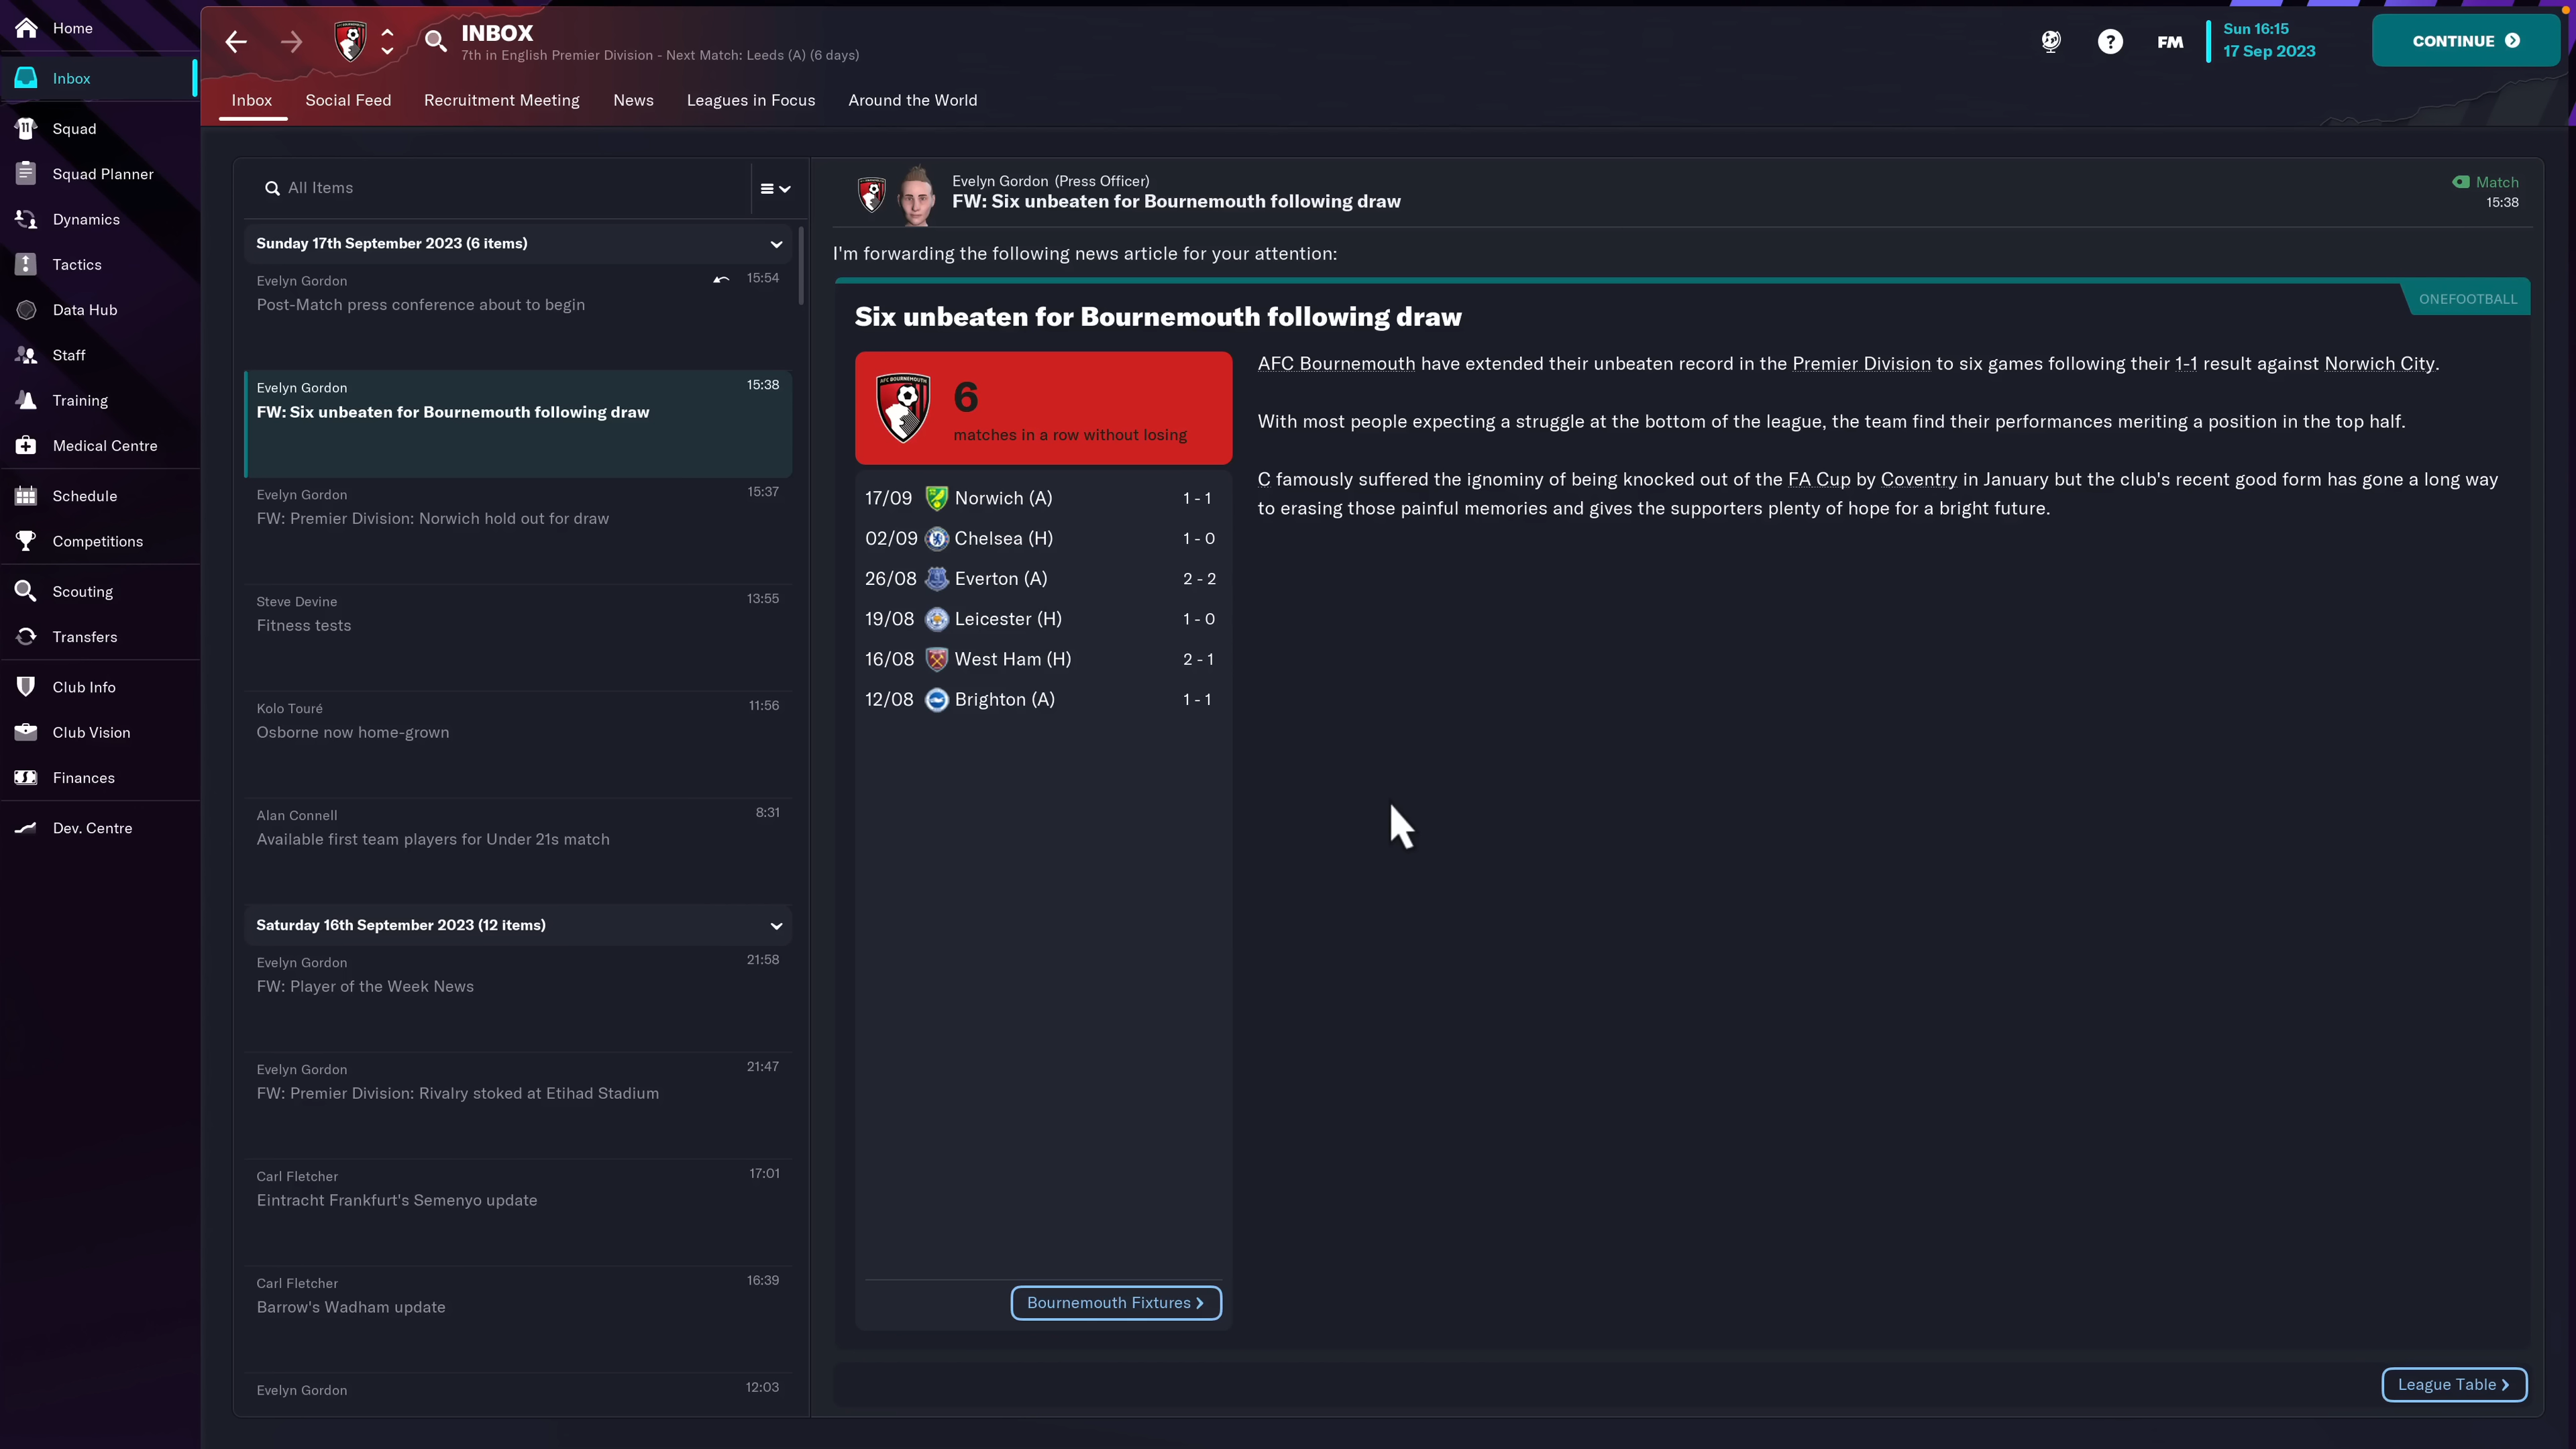 Home
Inbox
Squad
Squad Planner
Dynamics
Tactics
Data Hub
Staff
Training
Medical Centre
Schedule
Competitions
Scouting
Transfers
Club Info
Club Vision
Finances
Dev. Centre
INBOX
7th in English Premier Division - Next Match: Leeds (A) (6 days)
? FM
Sun 16:15
17 Sep 2023
CONTINUE
Inbox Social Feed Recruitment Meeting News Leagues in Focus Around the World
All Items
Sunday 17th September 2023 (6 items)
Evelyn Gordon 15:54
Post-Match press conference about to begin
Evelyn Gordon 15:38
FW: Six unbeaten for Bournemouth following draw
Evelyn Gordon 15:37
FW: Premier Division: Norwich hold out for draw
Steve Devine 13:55
Fitness tests
Kolo Touré 11:56
Osborne now home-grown
Alan Connell 8:31
Available first team players for Under 21s match
Saturday 16th September 2023 (12 items)
Evelyn Gordon 21:58
FW: Player of the Week News
Evelyn Gordon 21:47
FW: Premier Division: Rivalry stoked at Etihad Stadium
Carl Fletcher 17:01
Eintracht Frankfurt's Semenyo update
Carl Fletcher 16:39
Barrow's Wadham update
Evelyn Gordon 12:03
Evelyn Gordon (Press Officer)
FW: Six unbeaten for Bournemouth following draw
Match
15:38
I'm forwarding the following news article for your attention:
ONEFOOTBALL
Six unbeaten for Bournemouth following draw
AFC BOURNEMOUTH
6
matches in a row without losing
17/09 Norwich (A) 1 - 1
02/09 Chelsea (H) 1 - 0
26/08 Everton (A) 2 - 2
19/08 Leicester (H) 1 - 0
16/08 West Ham (H) 2 - 1
12/08 Brighton (A) 1 - 1
Bournemouth Fixtures
AFC Bournemouth have extended their unbeaten record in the Premier Division to six games following their 1-1 result against Norwich City.
With most people expecting a struggle at the bottom of the league, the team find their performances meriting a position in the top half.
C famously suffered the ignominy of being knocked out of the FA Cup by Coventry in January but the club's recent good form has gone a long way
to erasing those painful memories and gives the supporters plenty of hope for a bright future.
League Table